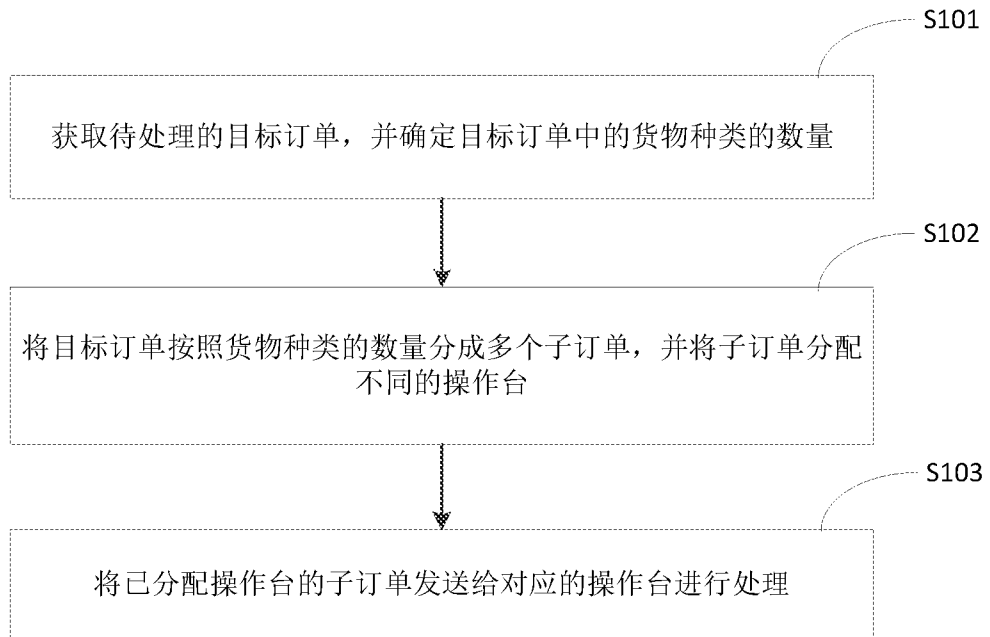 S101
获取待处理的目标订单，并确定目标订单中的货物种类的数量
S102
将目标订单按照货物种类的数量分成多个子订单，并将子订单分配
不同的操作台
S103
将已分配操作台的子订单发送给对应的操作台进行处理